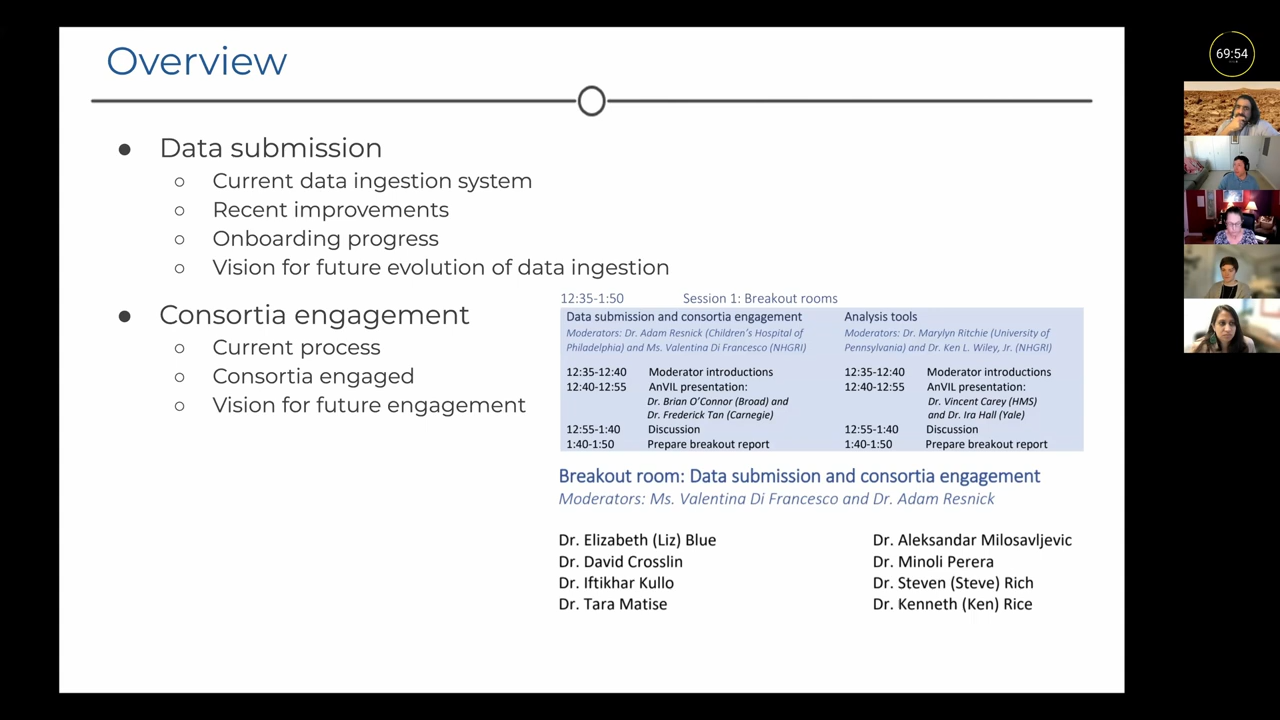 Overview
69:54
● Data submission
○ Current data ingestion system
○ Recent improvements
○ Onboarding progress
○ Vision for future evolution of data ingestion
● Consortia engagement
○ Current process
○ Consortia engaged
○ Vision for future engagement
12:35-1:50 Session 1: Breakout rooms
Data submission and consortia engagement
Moderators: Dr. Adam Resnick (Children's Hospital of
Philadelphia) and Ms. Valentina Di Francesco (NHGRI)
12:35-12:40 Moderator introductions
12:40-12:55 AnVIL presentation:
Dr. Brian O'Connor (Broad) and
Dr. Frederick Tan (Carnegie)
12:55-1:40 Discussion
1:40-1:50 Prepare breakout report
Analysis tools
Moderators: Dr. Marylyn Ritchie (University of
Pennsylvania) and Dr. Ken L. Wiley, Jr. (NHGRI)
12:35-12:40 Moderator introductions
12:40-12:55 AnVIL presentation:
Dr. Vincent Carey (HMS)
and Dr. Ira Hall (Yale)
12:55-1:40 Discussion
1:40-1:50 Prepare breakout report
Breakout room: Data submission and consortia engagement
Moderators: Ms. Valentina Di Francesco and Dr. Adam Resnick
Dr. Elizabeth (Liz) Blue
Dr. David Crosslin
Dr. Iftikhar Kullo
Dr. Tara Matise
Dr. Aleksandar Milosavljevic
Dr. Minoli Perera
Dr. Steven (Steve) Rich
Dr. Kenneth (Ken) Rice